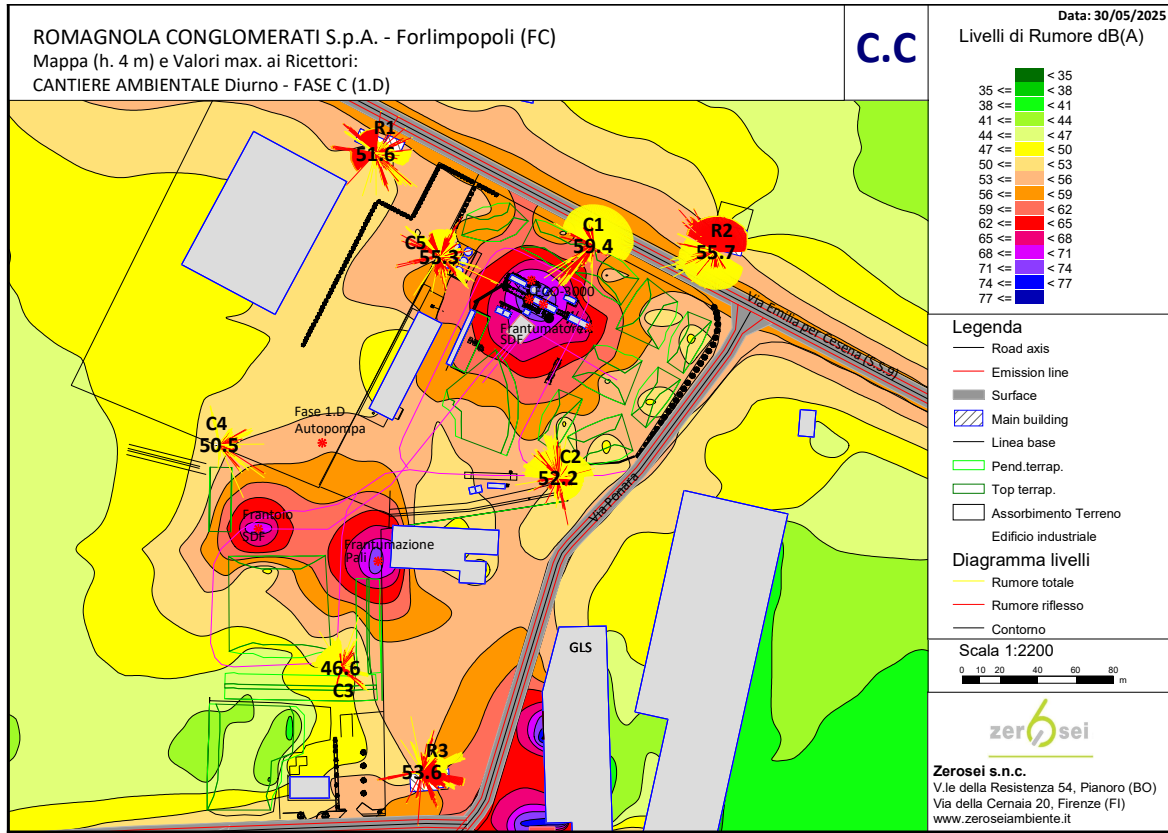 ROMAGNOLA CONGLOMERATI S.p.A. - Forlimpopoli (FC)
Mappa (h. 4 m) e Valori max. ai Ricettori:
CANTIERE AMBIENTALE Diurno - FASE C (1.D)
C.C
Data: 30/05/2025
Livelli di Rumore dB(A)
< 35
35 <= < 38
38 <= < 41
41 <= < 44
44 <= < 47
47 <= < 50
50 <= < 53
53 <= < 56
56 <= < 59
59 <= < 62
62 <= < 65
65 <= < 68
68 <= < 71
71 <= < 74
74 <= < 77
77 <=
Legenda
Road axis
Emission line
Surface
Main building
Linea base
Pend.terrap.
Top terrap.
Assorbimento Terreno
Edificio industriale
Diagramma livelli
Rumore totale
Rumore riflesso
Contorno
Scala 1:2200
0 10 20 40 60 80 m
zer6sei
Zerosei s.n.c.
V.le della Resistenza 54, Pianoro (BO)
Via della Cernaia 20, Firenze (FI)
www.zeroseiambiente.it
R1
51.6
C1
59.4
R2
55.7
C5
55.3
Frantumatore
SDF
Via Emilia per Cesena (S.S.9)
Fase 1.D
Autopompa
C4
50.5
C2
52.2
Via Ponara
Frantoio
SDF
Frantumazione
Pali
46.6
C3
GLS
R3
53.6